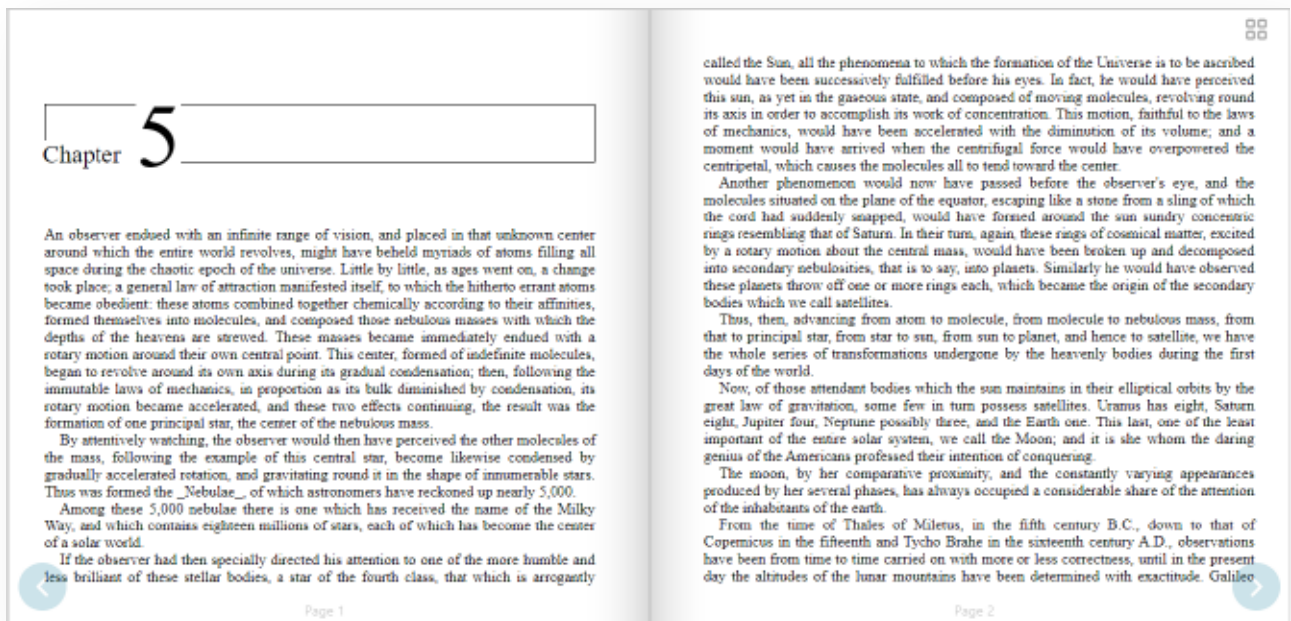 Chapter 5
An observer endued with an infinite range of vision, and placed in that unknown center
around which the entire world revolves, might have beheld myriads of atoms filling all
space during the chaotic epoch of the universe. Little by little, as ages went on, a change
took place; a general law of attraction manifested itself, to which the hitherto errant atoms
became obedient: these atoms combined together chemically according to their affinities,
formed themselves into molecules, and composed those nebulous masses with which the
depths of the heavens are strewed. These masses became immediately endued with a
rotary motion around their own central point. This center, formed of indefinite molecules,
began to revolve around its own axis during its gradual condensation; then, following the
immutable laws of mechanics, in proportion as its bulk diminished by condensation, its
rotary motion became accelerated, and these two effects continuing, the result was the
formation of one principal star, the center of the nebulous mass.
By attentively watching, the observer would then have perceived the other molecules of
the mass, following the example of this central star, become likewise condensed by
gradually accelerated rotation, and gravitating round it in the shape of innumerable stars.
Thus was formed the _Nebulae_, of which astronomers have reckoned up nearly 5,000.
Among these 5,000 nebulae there is one which has received the name of the Milky
Way, and which contains eighteen millions of stars, each of which has become the center
of a solar world.
If the observer had then specially directed his attention to one of the more humble and
less brilliant of these stellar bodies, a star of the fourth class, that which is arrogantly
Page 1
called the Sun, all the phenomena to which the formation of the Universe is to be ascribed
would have been successively fulfilled before his eyes. In fact, he would have perceived
this sun, as yet in the gaseous state, and composed of moving molecules, revolving round
its axis in order to accomplish its work of concentration. This motion, faithful to the laws
of mechanics, would have been accelerated with the diminution of its volume; and a
moment would have arrived when the centrifugal force would have overpowered the
centripetal, which causes the molecules all to tend toward the center.
Another phenomenon would now have passed before the observer's eye, and the
molecules situated on the plane of the equator, escaping like a stone from a sling of which
the cord had suddenly snapped, would have formed around the sun sundry concentric
rings resembling that of Saturn. In their turn, again, these rings of cosmical matter, excited
by a rotary motion about the central mass, would have been broken up and decomposed
into secondary nebulosities, that is to say, into planets. Similarly he would have observed
these planets throw off one or more rings each, which became the origin of the secondary
bodies which we call satellites.
Thus, then, advancing from atom to molecule, from molecule to nebulous mass, from
that to principal star, from star to sun, from sun to planet, and hence to satellite, we have
the whole series of transformations undergone by the heavenly bodies during the first
days of the world.
Now, of those attendant bodies which the sun maintains in their elliptical orbits by the
great law of gravitation, some few in turn possess satellites. Uranus has eight, Saturn
eight, Jupiter four, Neptune possibly three, and the Earth one. This last, one of the least
important of the entire solar system, we call the Moon; and it is she whom the daring
genius of the Americans professed their intention of conquering.
The moon, by her comparative proximity, and the constantly varying appearances
produced by her several phases, has always occupied a considerable share of the attention
of the inhabitants of the earth.
From the time of Thales of Miletus, in the fifth century B.C., down to that of
Copernicus in the fifteenth and Tycho Brahe in the sixteenth century A.D., observations
have been from time to time carried on with more or less correctness, until in the present
day the altitudes of the lunar mountains have been determined with exactitude. Galileo
Page 2